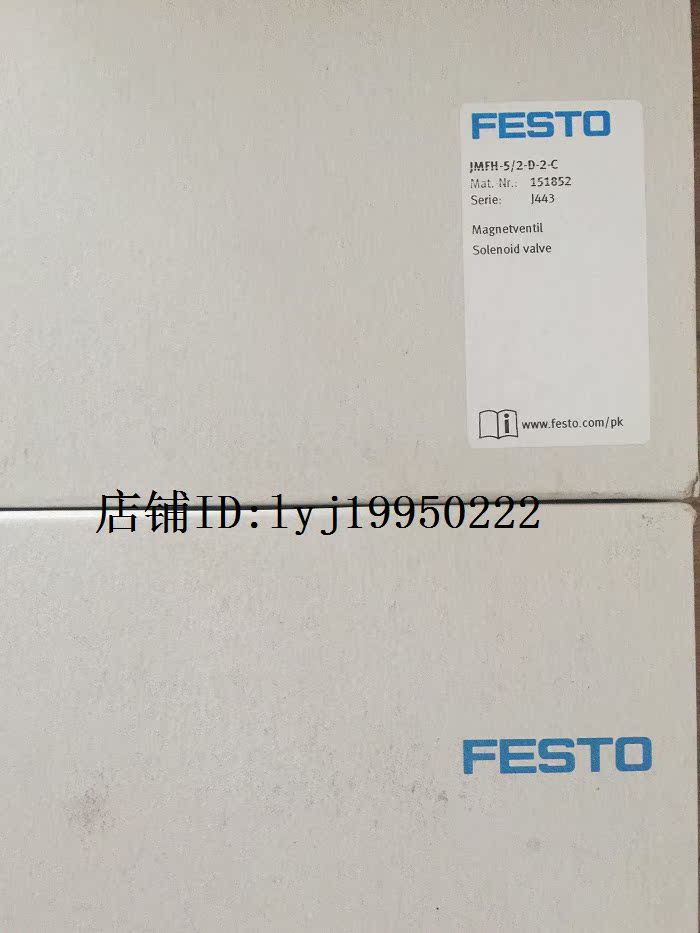 FESTO
JMFH-5/2-D-2-C
Mat. Nr.: 151852
Serie: J443
Magnetventil
Solenoid valve
i www.festo.com/pk
店铺ID:lyj19950222
FESTO